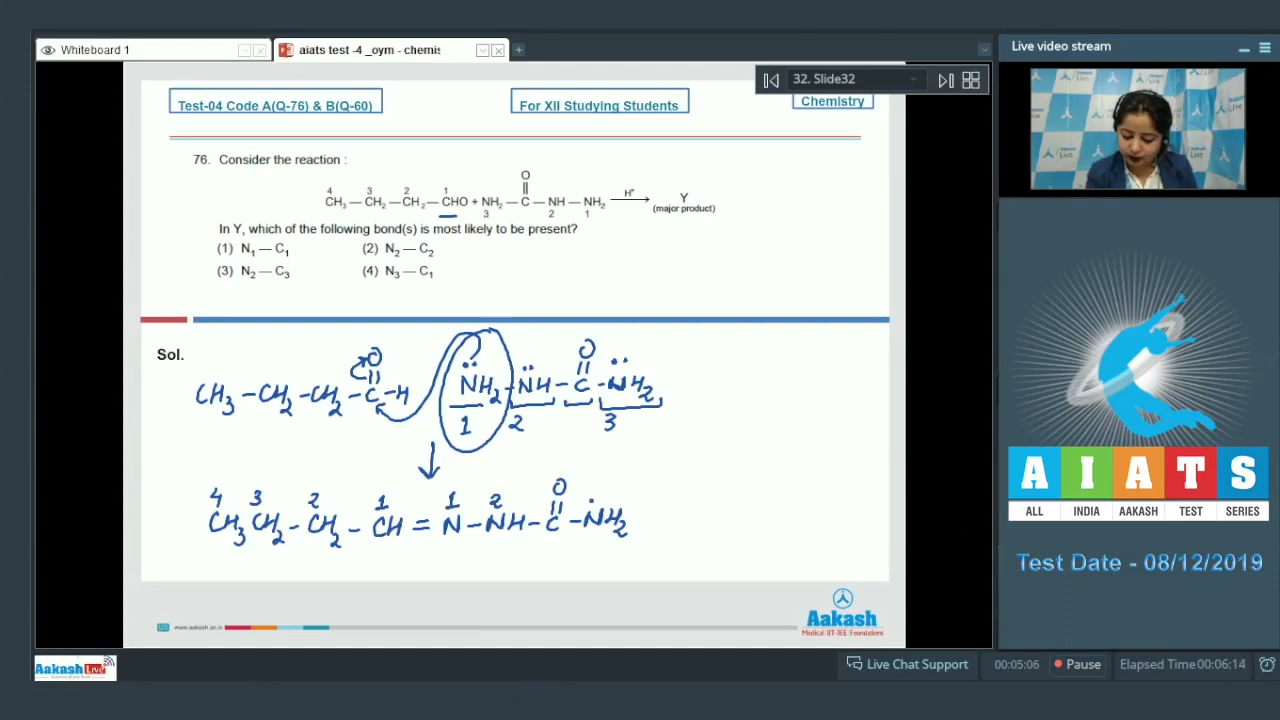 Whiteboard 1
aiats test -4 _oym - chemis
Live video stream
32. Slide32
Test-04 Code A(Q-76) & B(Q-60)
For XII Studying Students
Chemistry
76. Consider the reaction :
O
4 3 2 1
CH₃ — CH₂ — CH₂ — CHO + NH₂ — C — NH — NH₂ H⁺ Y
3 2 1 (major product)
In Y, which of the following bond(s) is most likely to be present?
(1) N₁ — C₁ (2) N₂ — C₂
(3) N₂ — C₃ (4) N₃ — C₁
Sol.
O O
CH₃ – CH₂ – CH₂ – C – H NH₂ – NH – C – NH₂
1 2 3
4 3 2 1 1 2 O
CH₃ CH₂ – CH₂ – CH = N – NH – C – NH₂
www.aakash.ac.in
Aakash
Medical|IIT-JEE|Foundations
A I A T S
ALL INDIA AAKASH TEST SERIES
Test Date - 08/12/2019
Aakash Live
Live Chat Support
00:05:06
Pause
Elapsed Time 00:06:14